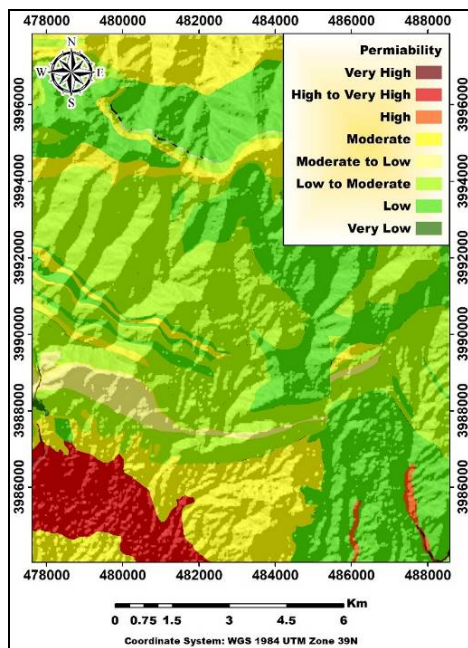 478000 480000 482000 484000 486000 488000
N
W E
S
Permiability
Very High
High to Very High
High
Moderate
Moderate to Low
Low to Moderate
Low
Very Low
3996000 3996000
3994000 3994000
3992000 3992000
3990000 3990000
3988000 3988000
3986000 3986000
478000 480000 482000 484000 486000 488000
Km
0 0.75 1.5 3 4.5 6
Coordinate System: WGS 1984 UTM Zone 39N